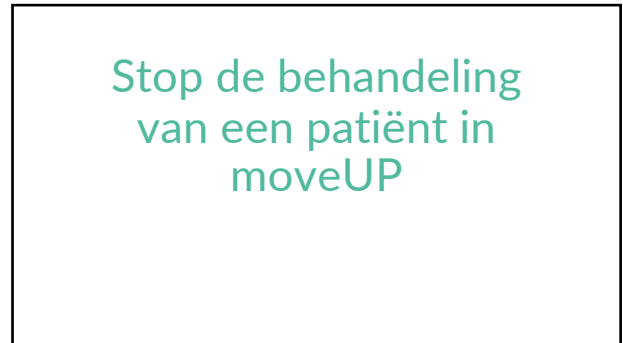 Stop de behandeling
van een patiënt in
moveUP